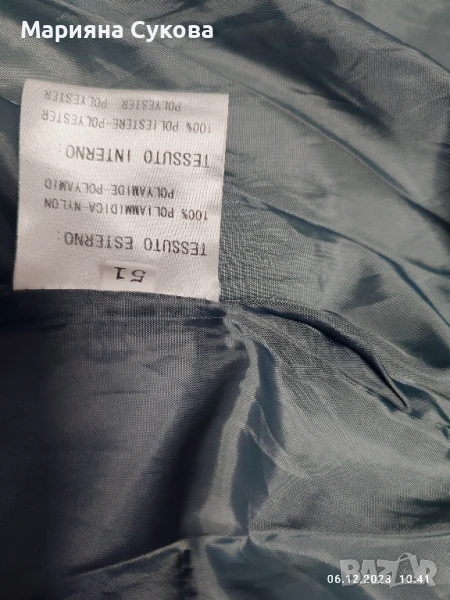 Марияна Сукова
51
TESSUTO ESTERNO:
100% POLIAMMIDICA-NYLON
POLYAMIDE-POLYAMID
TESSUTO INTERNO:
100% POLIESTERE-POLYESTER
POLYESTER POLYESTER
BAZAR
06.12.2023 10:41